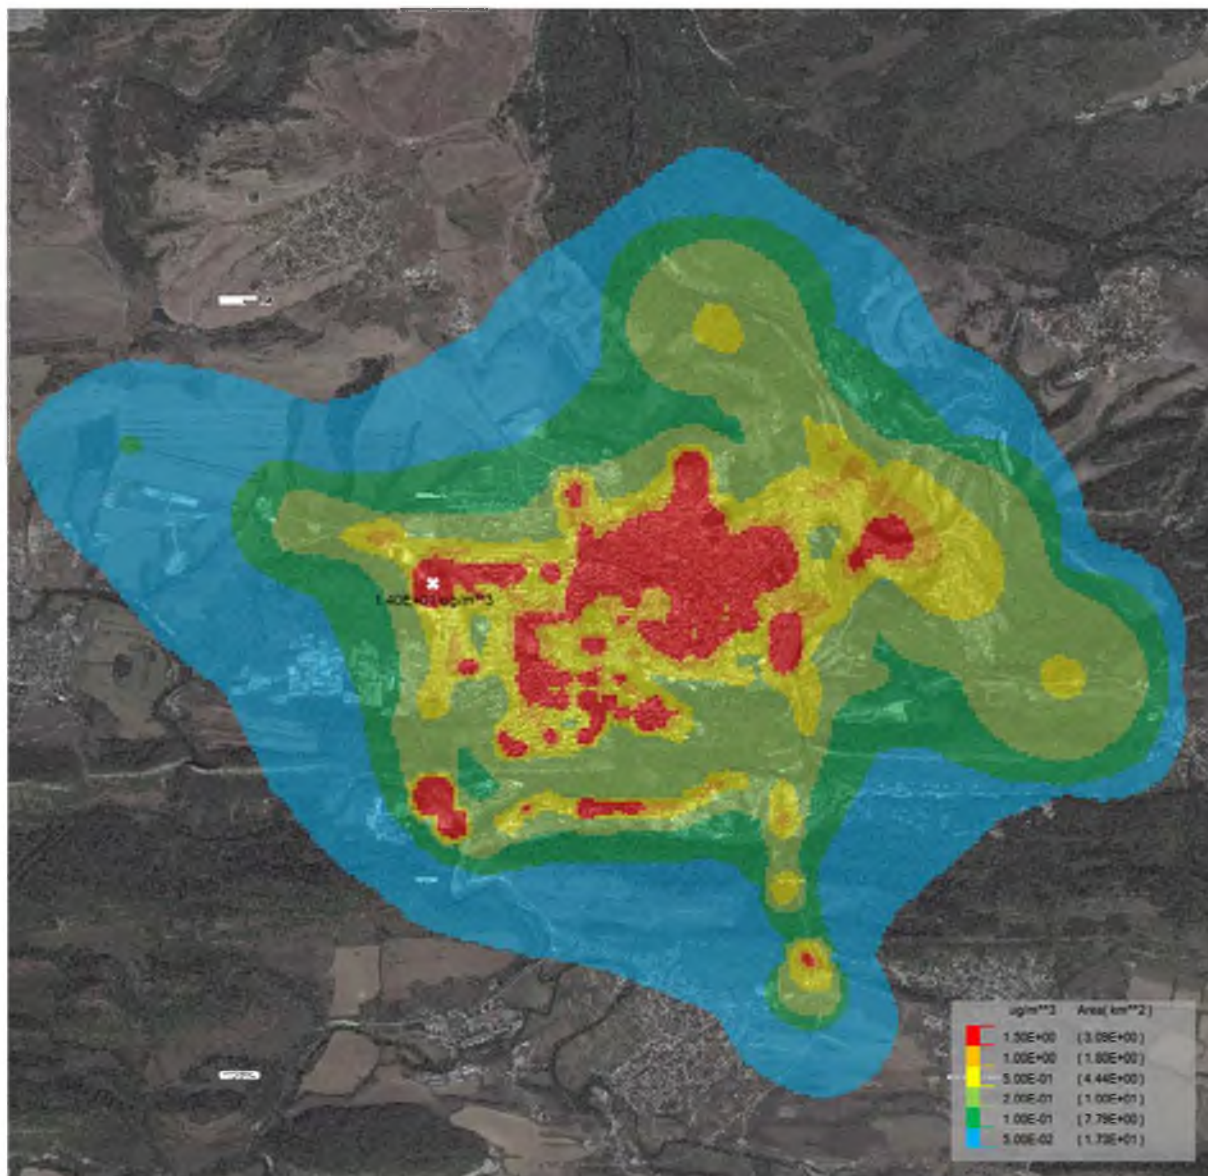 ug/m**3 Area( km**2 )
1.50E+00 ( 3.09E+00 )
1.00E+00 ( 1.80E+00 )
5.00E-01 ( 4.44E+00 )
2.00E-01 ( 1.00E+01 )
1.00E-01 ( 7.79E+00 )
5.00E-02 ( 1.73E+01 )